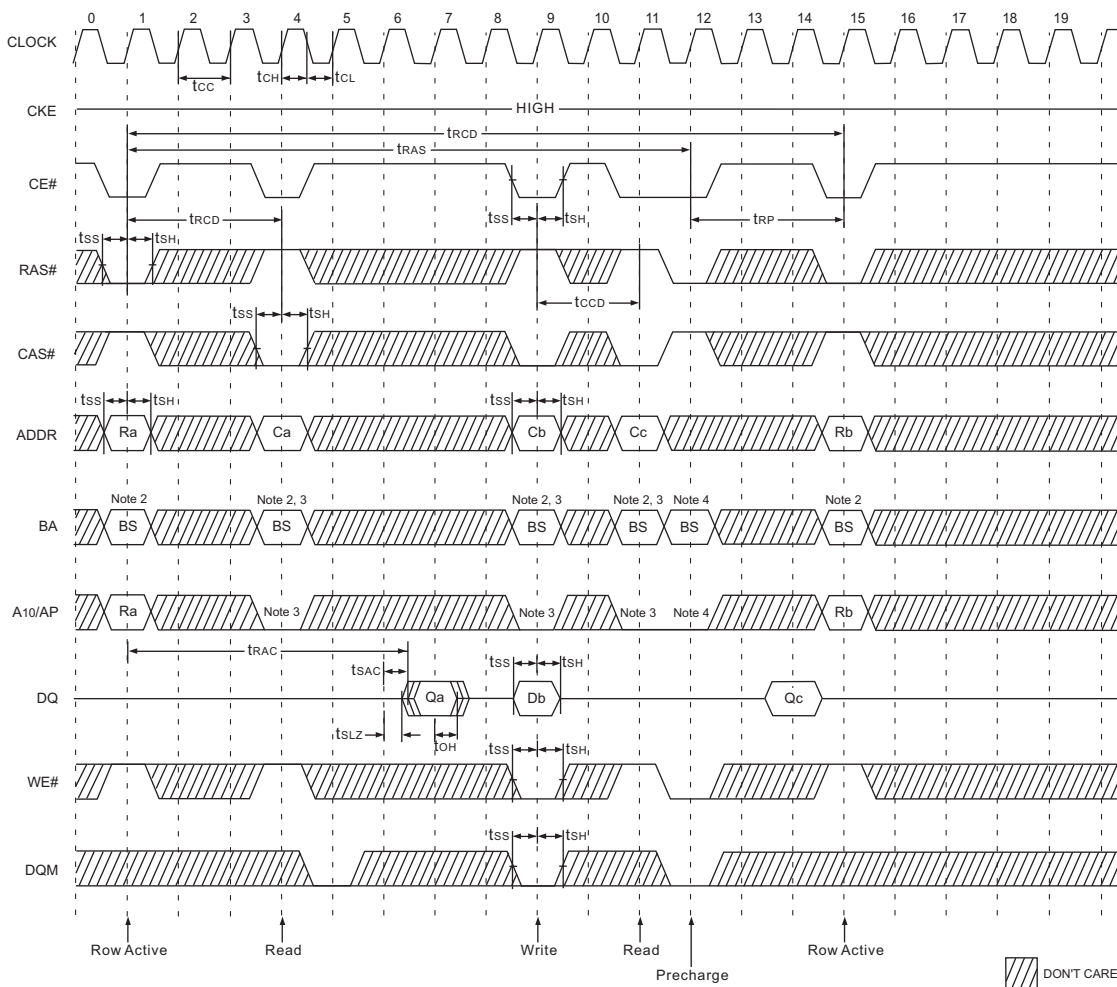 0 1 2 3 4 5 6 7 8 9 10 11 12 13 14 15 16 17 18 19
CLOCK
tCC tCH tCL
CKE HIGH
tRCD
tRAS
CE#
tRCD tSS tSH tRP
tSS tSH
RAS#
tSS tSH tCCD
CAS#
tSS tSH tSS tSH
ADDR Ra Ca Cb Cc Rb
Note 2 Note 2, 3 Note 2, 3 Note 2, 3 Note 4 Note 2
BA BS BS BS BS BS BS
A10/AP Ra Note 3 Note 3 Note 3 Note 4 Rb
tRAC
tSAC tSS tSH
DQ Qa Db Qc
tSLZ tOH
tSS tSH
WE#
tSS tSH
DQM
Row Active Read Write Read Row Active
Precharge
DON'T CARE